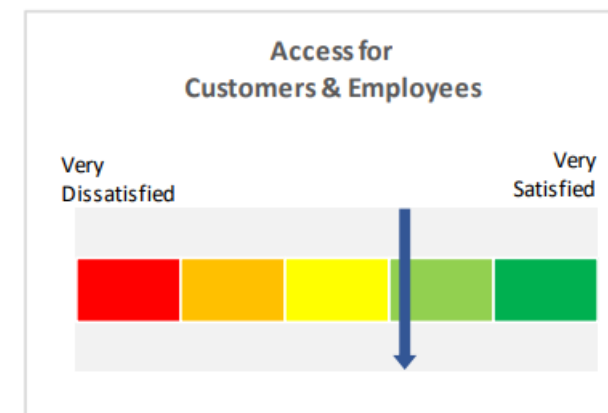 Access for
Customers & Employees
Very
Dissatisfied
Very
Satisfied